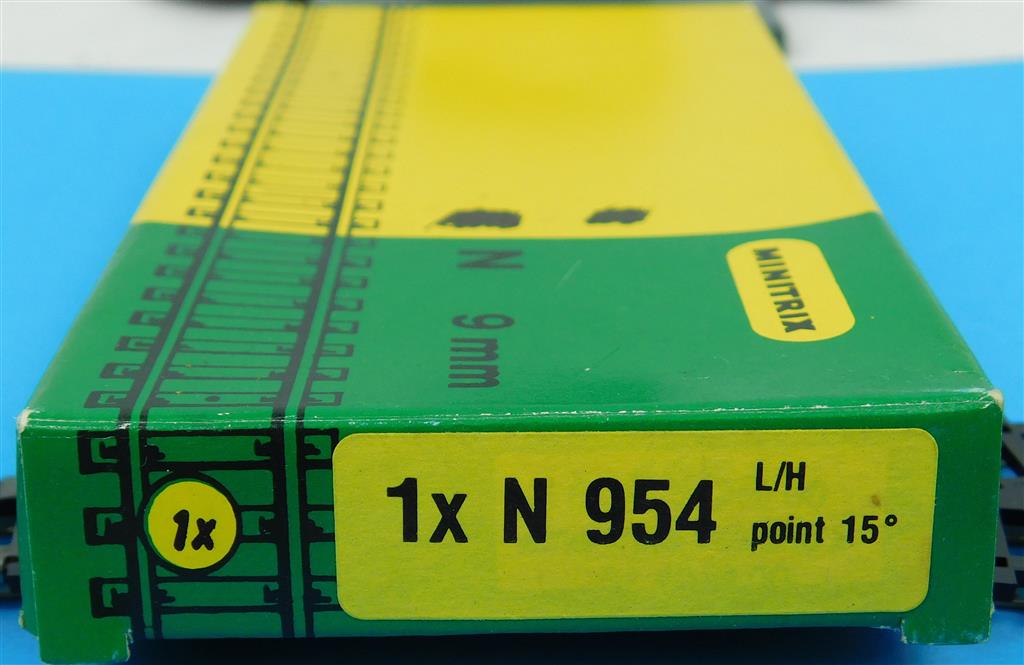 N
9 mm
MINITRIX
1x
1x N 954
L/H
point 15°